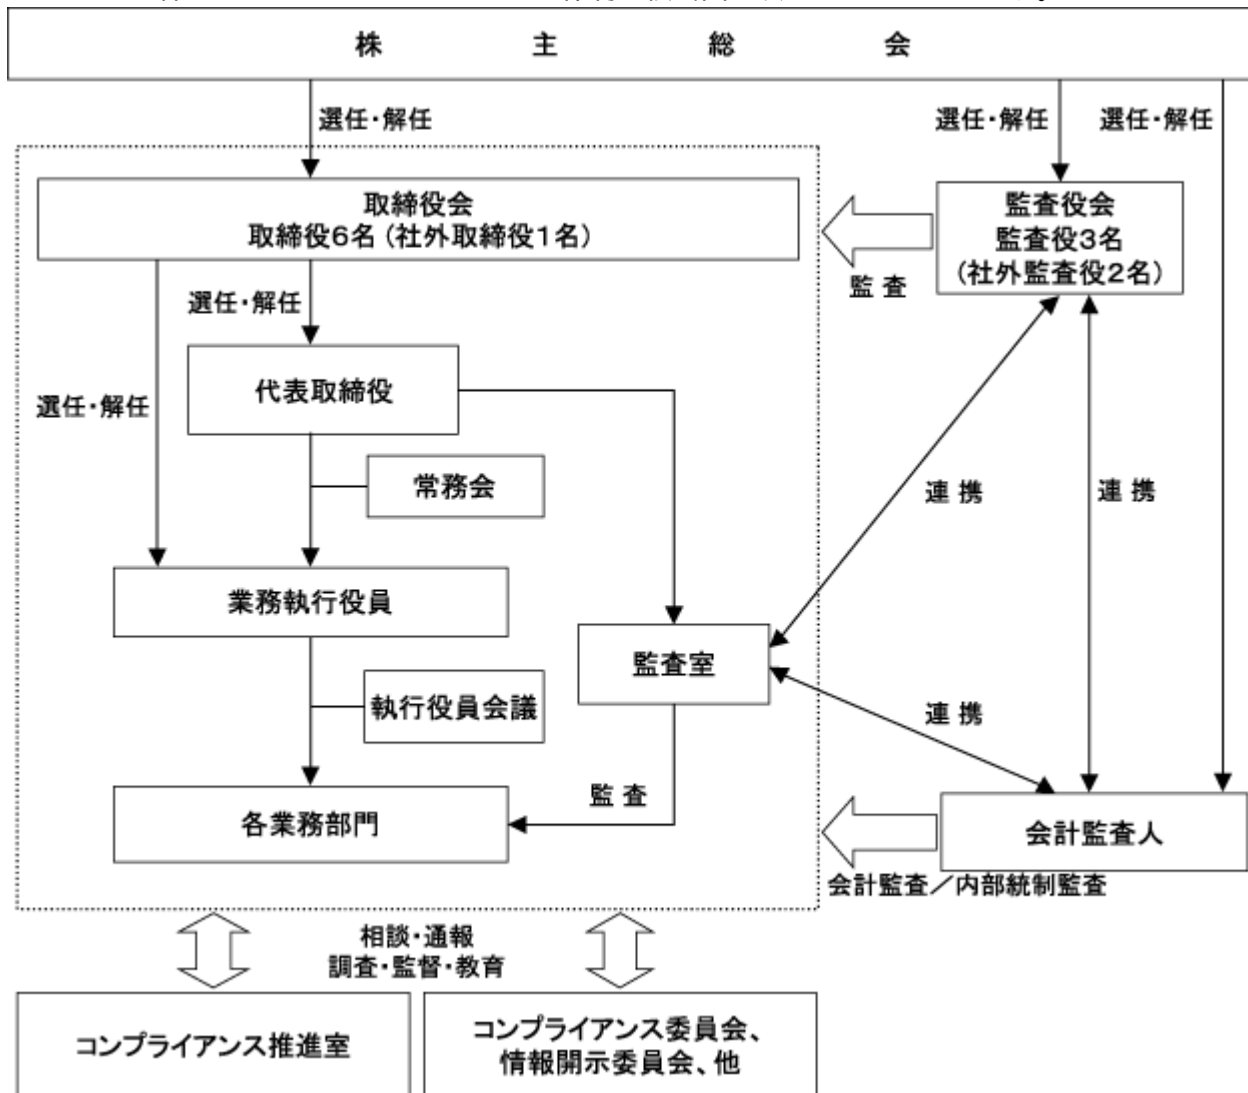 株主総会
選任・解任
選任・解任
選任・解任
取締役会
取締役6名(社外取締役1名)
監査役会
監査役3名
(社外監査役2名)
監査
選任・解任
代表取締役
選任・解任
常務会
連携
連携
業務執行役員
監査室
執行役員会議
連携
監査
各業務部門
会計監査人
会計監査/内部統制監査
相談・通報
調査・監督・教育
コンプライアンス推進室
コンプライアンス委員会、
情報開示委員会、他